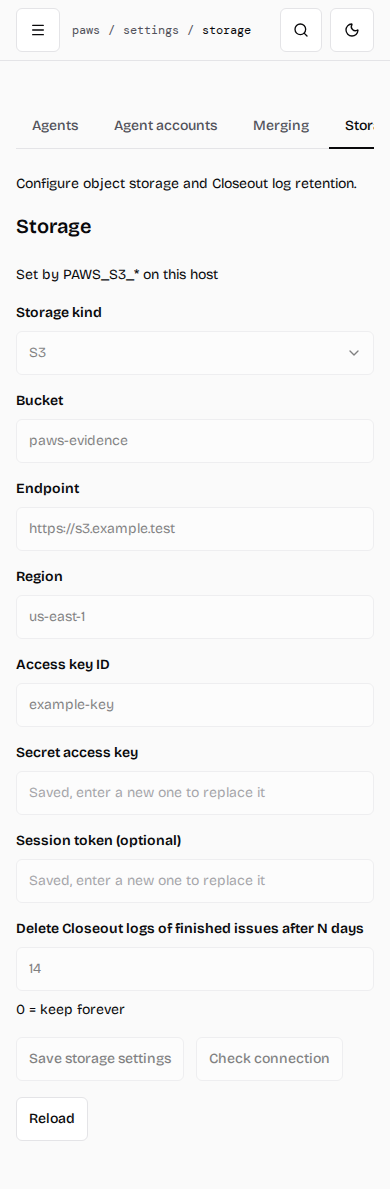 paws / settings / storage
Agents Agent accounts Merging Stor
Configure object storage and Closeout log retention.
Storage
Set by PAWS_S3_* on this host
Storage kind
S3
Bucket
paws-evidence
Endpoint
https://s3.example.test
Region
us-east-1
Access key ID
example-key
Secret access key
Saved, enter a new one to replace it
Session token (optional)
Saved, enter a new one to replace it
Delete Closeout logs of finished issues after N days
14
0 = keep forever
Save storage settings Check connection
Reload